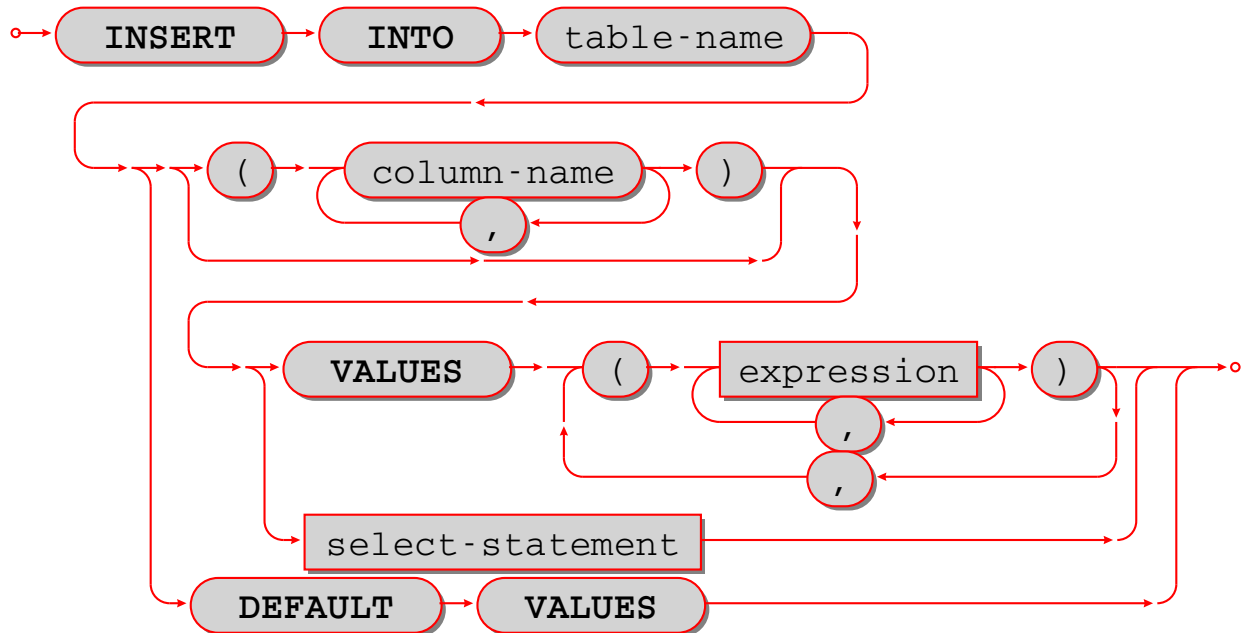 INSERT INTO table-name
( column-name )
,
VALUES ( expression )
,
,
select-statement
DEFAULT VALUES